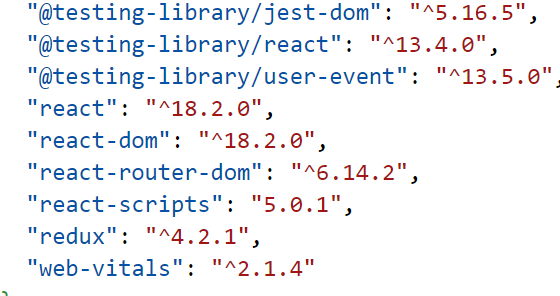 "@testing-library/jest-dom": "^5.16.5",
"@testing-library/react": "^13.4.0",
"@testing-library/user-event": "^13.5.0",
"react": "^18.2.0",
"react-dom": "^18.2.0",
"react-router-dom": "^6.14.2",
"react-scripts": "5.0.1",
"redux": "^4.2.1",
"web-vitals": "^2.1.4"
}